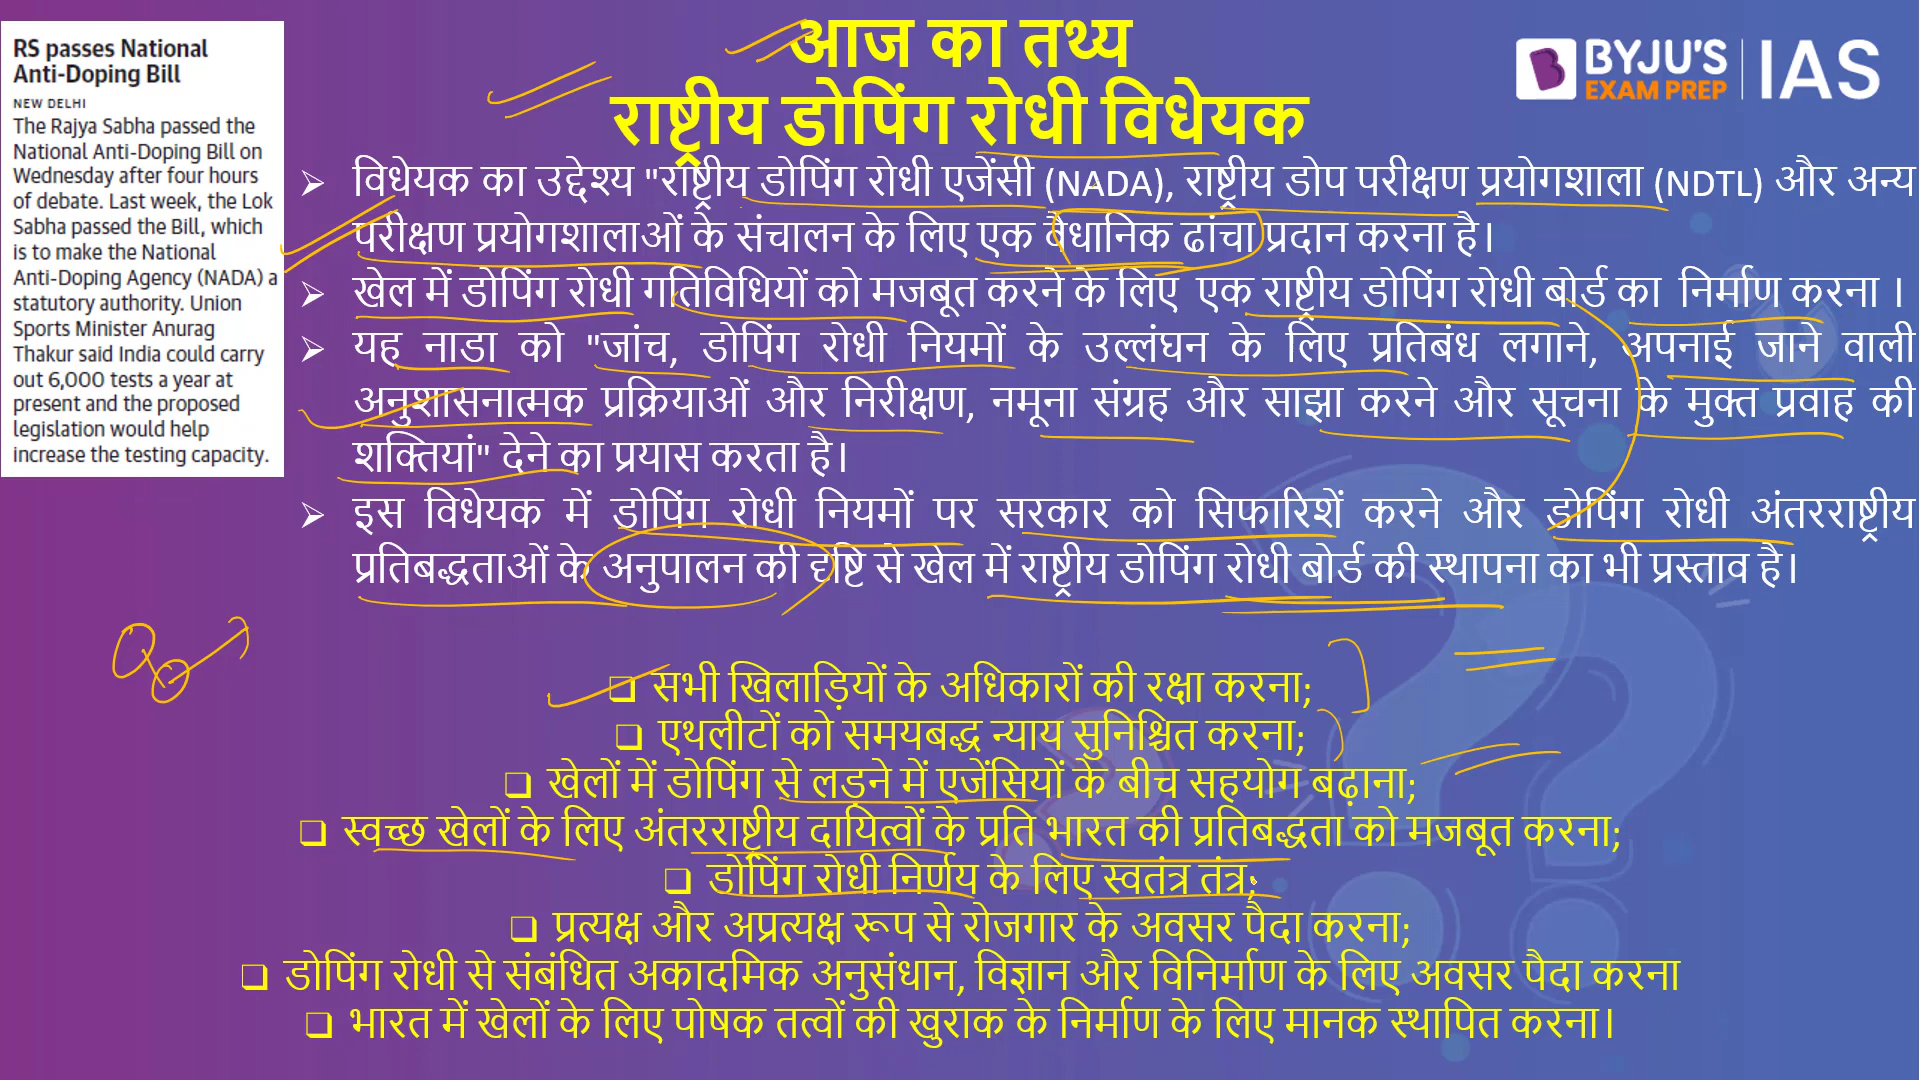 RS passes National
Anti-Doping Bill
NEW DELHI
The Rajya Sabha passed the
National Anti-Doping Bill on
Wednesday after four hours
of debate. Last week, the Lok
Sabha passed the Bill, which
is to make the National
Anti-Doping Agency (NADA) a
statutory authority. Union
Sports Minister Anurag
Thakur said India could carry
out 6,000 tests a year at
present and the proposed
legislation would help
increase the testing capacity.
आज का तथ्य
राष्ट्रीय डोपिंग रोधी विधेयक
BYJU'S
EXAM PREP
IAS
➢ विधेयक का उद्देश्य "राष्ट्रीय डोपिंग रोधी एजेंसी (NADA), राष्ट्रीय डोप परीक्षण प्रयोगशाला (NDTL) और अन्य
परीक्षण प्रयोगशालाओं के संचालन के लिए एक वैधानिक ढांचा प्रदान करना है।
➢ खेल में डोपिंग रोधी गतिविधियों को मजबूत करने के लिए एक राष्ट्रीय डोपिंग रोधी बोर्ड का निर्माण करना ।
➢ यह नाडा को "जांच, डोपिंग रोधी नियमों के उल्लंघन के लिए प्रतिबंध लगाने, अपनाई जाने वाली
अनुशासनात्मक प्रक्रियाओं और निरीक्षण, नमूना संग्रह और साझा करने और सूचना के मुक्त प्रवाह की
शक्तियां" देने का प्रयास करता है।
➢ इस विधेयक में डोपिंग रोधी नियमों पर सरकार को सिफारिशें करने और डोपिंग रोधी अंतरराष्ट्रीय
प्रतिबद्धताओं के अनुपालन की दृष्टि से खेल में राष्ट्रीय डोपिंग रोधी बोर्ड की स्थापना का भी प्रस्ताव है।
❑ सभी खिलाड़ियों के अधिकारों की रक्षा करना;
❑ एथलीटों को समयबद्ध न्याय सुनिश्चित करना;
❑ खेलों में डोपिंग से लड़ने में एजेंसियों के बीच सहयोग बढ़ाना;
❑ स्वच्छ खेलों के लिए अंतरराष्ट्रीय दायित्वों के प्रति भारत की प्रतिबद्धता को मजबूत करना;
❑ डोपिंग रोधी निर्णय के लिए स्वतंत्र तंत्र;
❑ प्रत्यक्ष और अप्रत्यक्ष रूप से रोजगार के अवसर पैदा करना;
❑ डोपिंग रोधी से संबंधित अकादमिक अनुसंधान, विज्ञान और विनिर्माण के लिए अवसर पैदा करना
❑ भारत में खेलों के लिए पोषक तत्वों की खुराक के निर्माण के लिए मानक स्थापित करना।